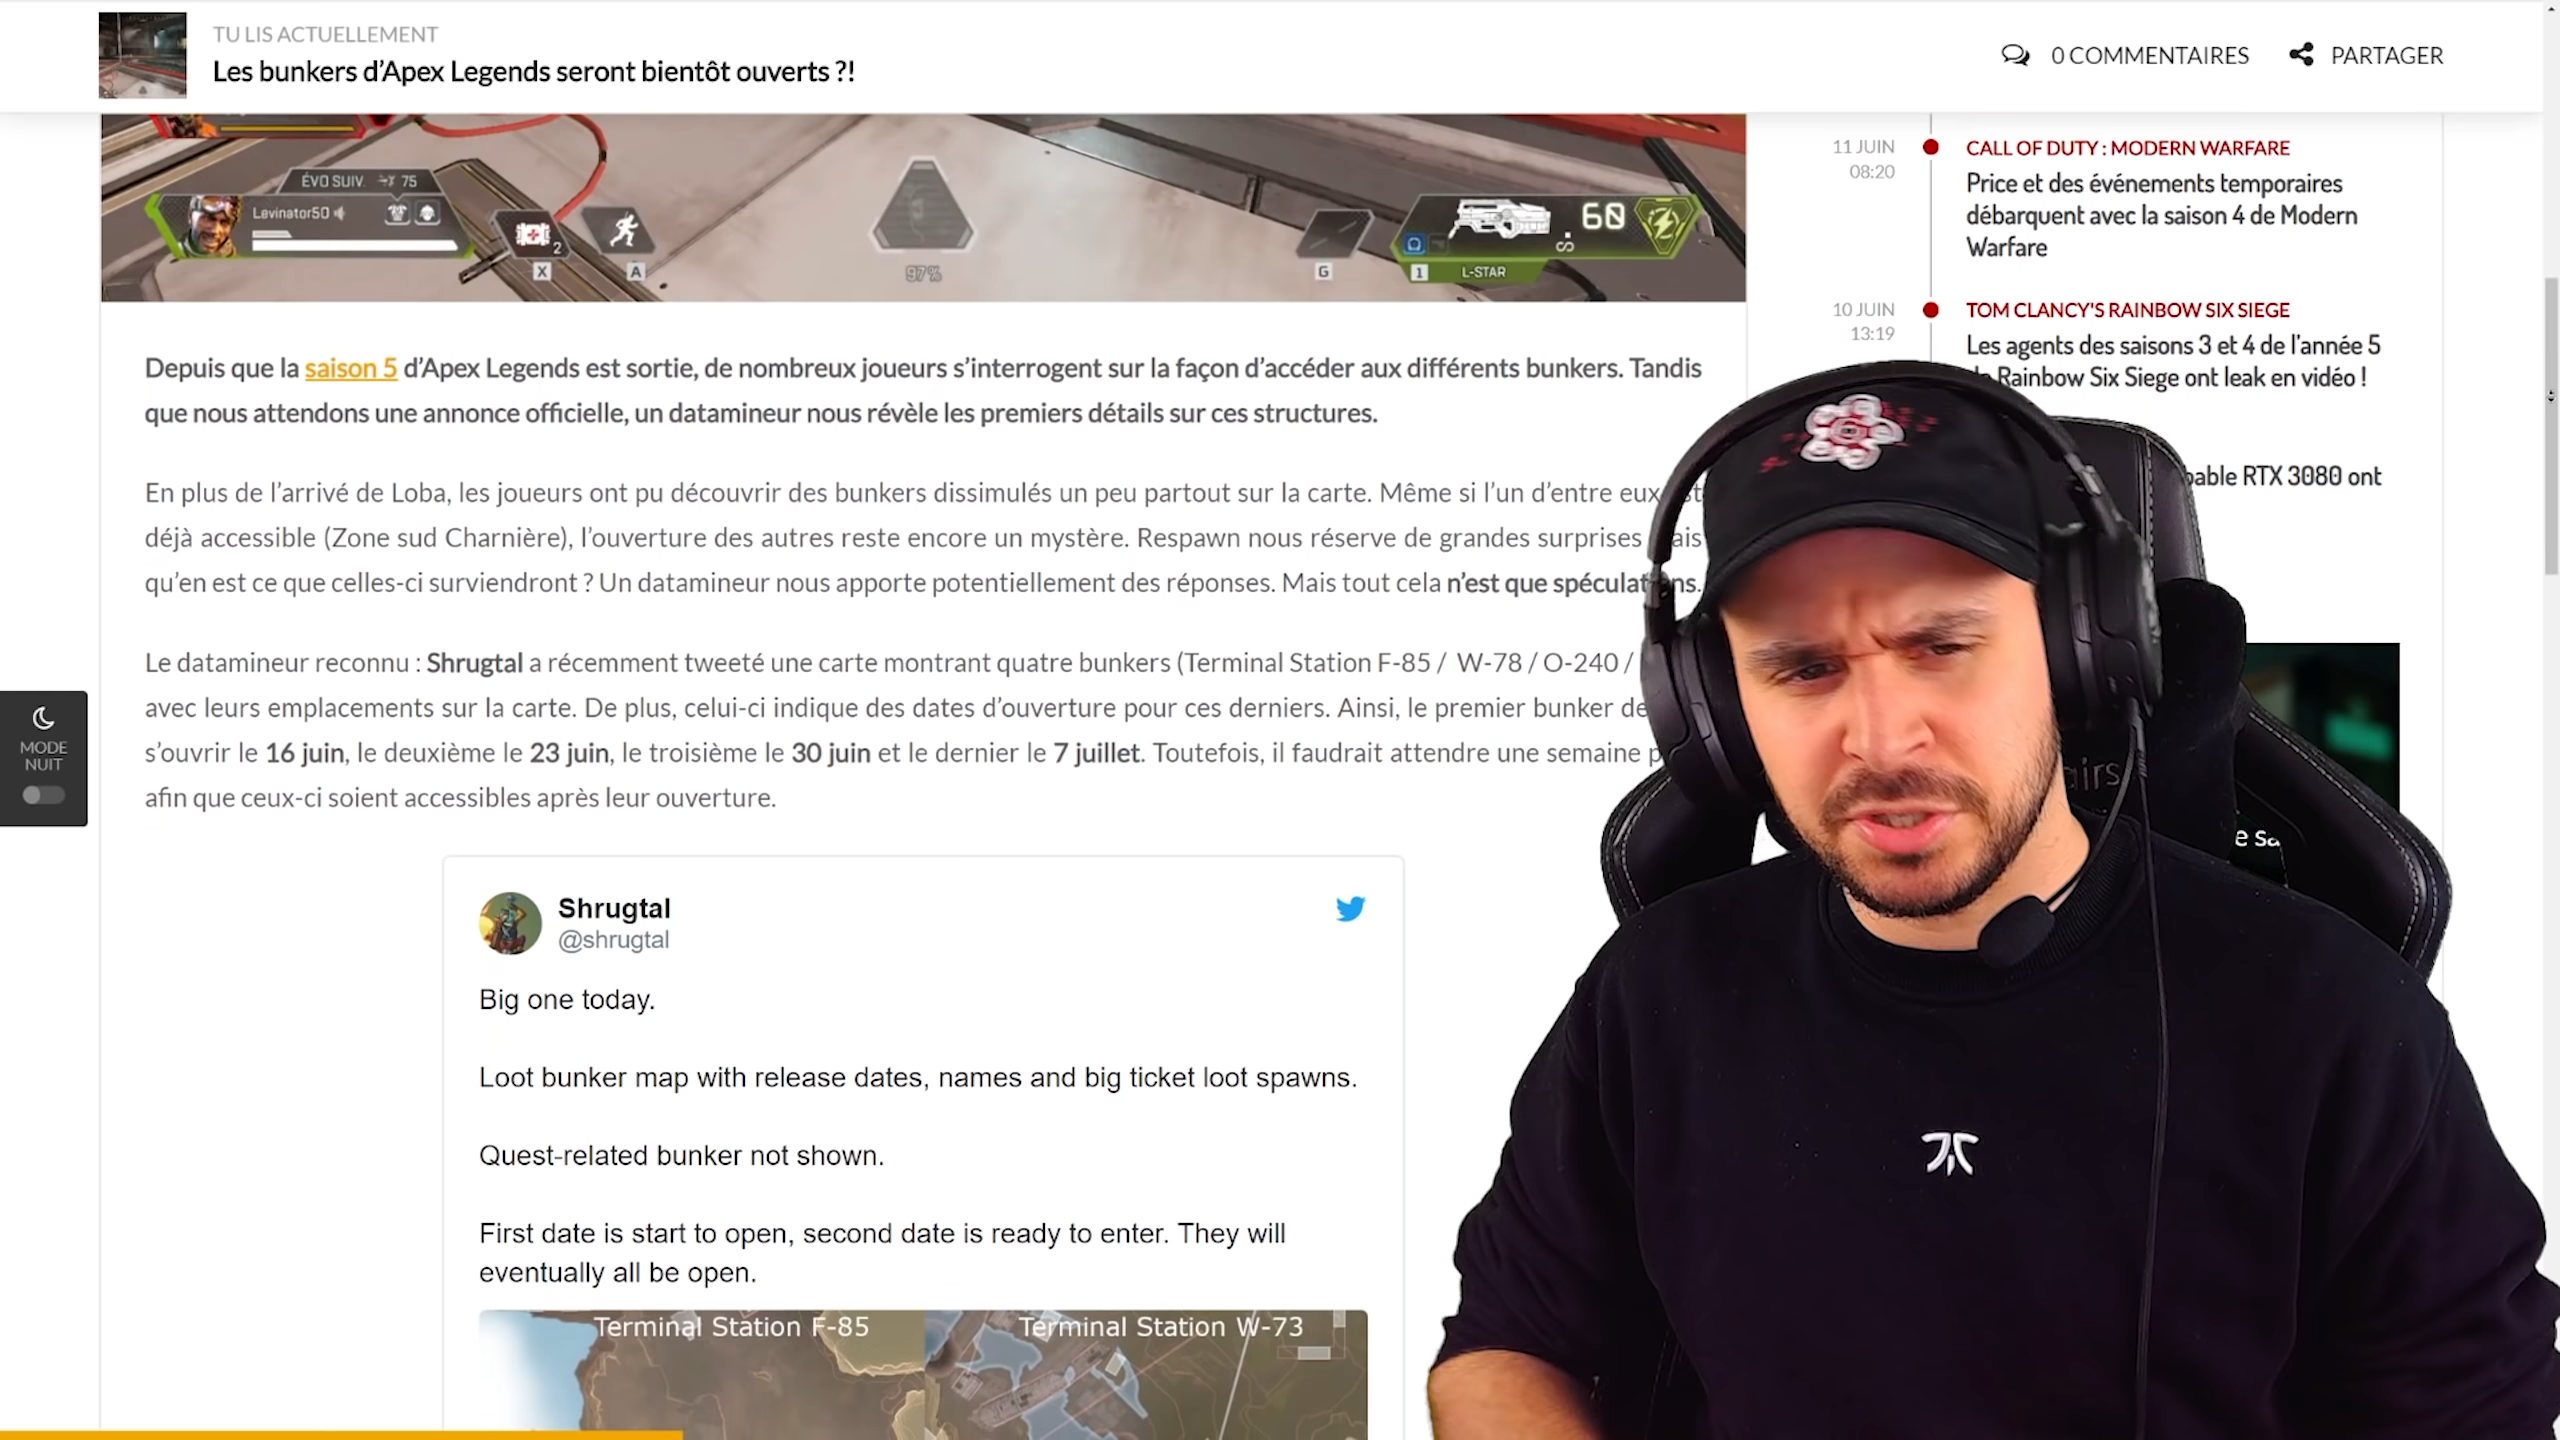 TU LIS ACTUELLEMENT
Les bunkers d’Apex Legends seront bientôt ouverts ?!
0 COMMENTAIRES
PARTAGER
ÉVO SUIV. 75
Levinator50
2
X
A
97%
G
60
1
L-STAR
Depuis que la saison 5 d’Apex Legends est sortie, de nombreux joueurs s’interrogent sur la façon d’accéder aux différents bunkers. Tandis
que nous attendons une annonce officielle, un datamineur nous révèle les premiers détails sur ces structures.
En plus de l’arrivé de Loba, les joueurs ont pu découvrir des bunkers dissimulés un peu partout sur la carte. Même si l’un d’entre eux
déjà accessible (Zone sud Charnière), l’ouverture des autres reste encore un mystère. Respawn nous réserve de grandes surprises
qu’en est ce que celles-ci surviendront ? Un datamineur nous apporte potentiellement des réponses. Mais tout cela n’est que
Le datamineur reconnu : Shrugtal a récemment tweeté une carte montrant quatre bunkers (Terminal Station F-85 / W-78 / O-240 /
avec leurs emplacements sur la carte. De plus, celui-ci indique des dates d’ouverture pour ces derniers. Ainsi, le premier bunker
s’ouvrir le 16 juin, le deuxième le 23 juin, le troisième le 30 juin et le dernier le 7 juillet. Toutefois, il faudrait attendre une semaine
afin que ceux-ci soient accessibles après leur ouverture.
MODE
NUIT
Shrugtal
@shrugtal
Big one today.
Loot bunker map with release dates, names and big ticket loot spawns.
Quest-related bunker not shown.
First date is start to open, second date is ready to enter. They will
eventually all be open.
Terminal Station F-85
Terminal Station W-73
11 JUIN
08:20
CALL OF DUTY : MODERN WARFARE
Price et des événements temporaires
débarquent avec la saison 4 de Modern
Warfare
10 JUIN
13:19
TOM CLANCY'S RAINBOW SIX SIEGE
Les agents des saisons 3 et 4 de l’année 5
Rainbow Six Siege ont leak en vidéo !
RTX 3080 ont